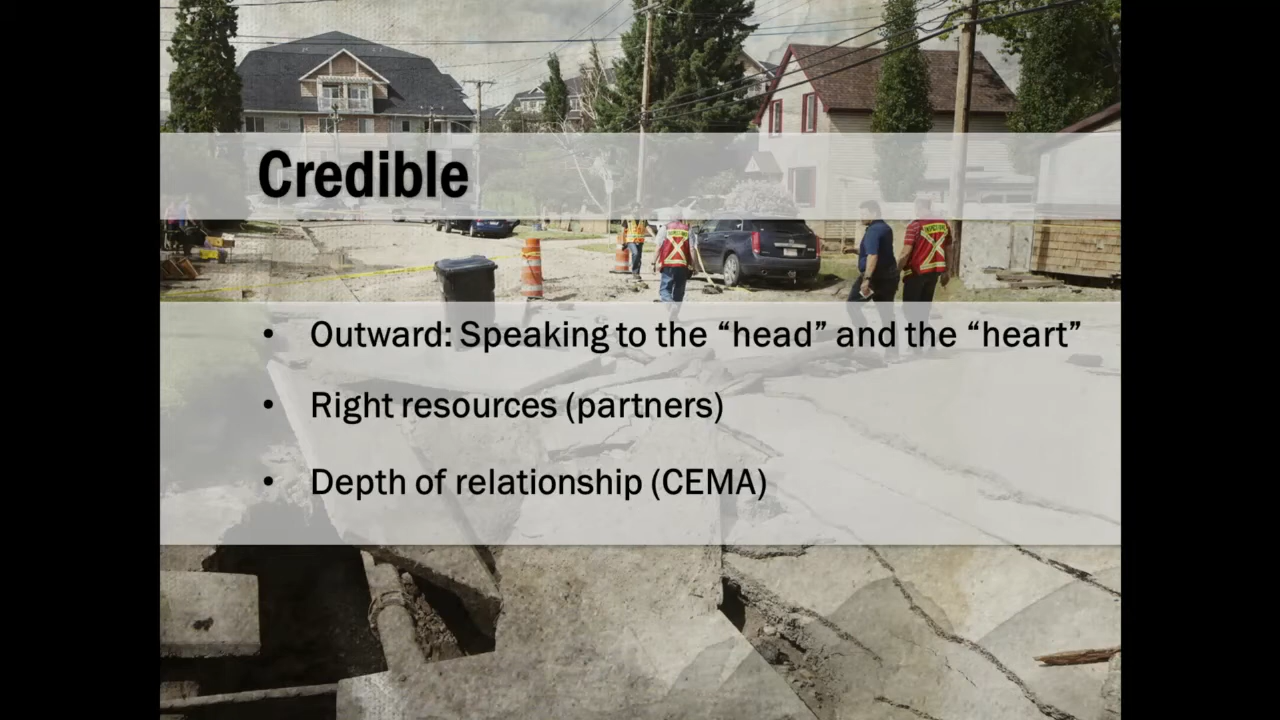 Credible
• Outward: Speaking to the “head” and the “heart”
• Right resources (partners)
• Depth of relationship (CEMA)